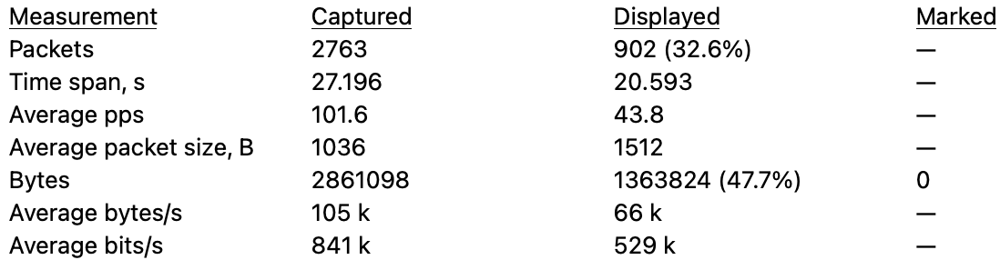 Measurement Captured Displayed Marked
Packets 2763 902 (32.6%) —
Time span, s 27.196 20.593 —
Average pps 101.6 43.8 —
Average packet size, B 1036 1512 —
Bytes 2861098 1363824 (47.7%) 0
Average bytes/s 105 k 66 k —
Average bits/s 841 k 529 k —